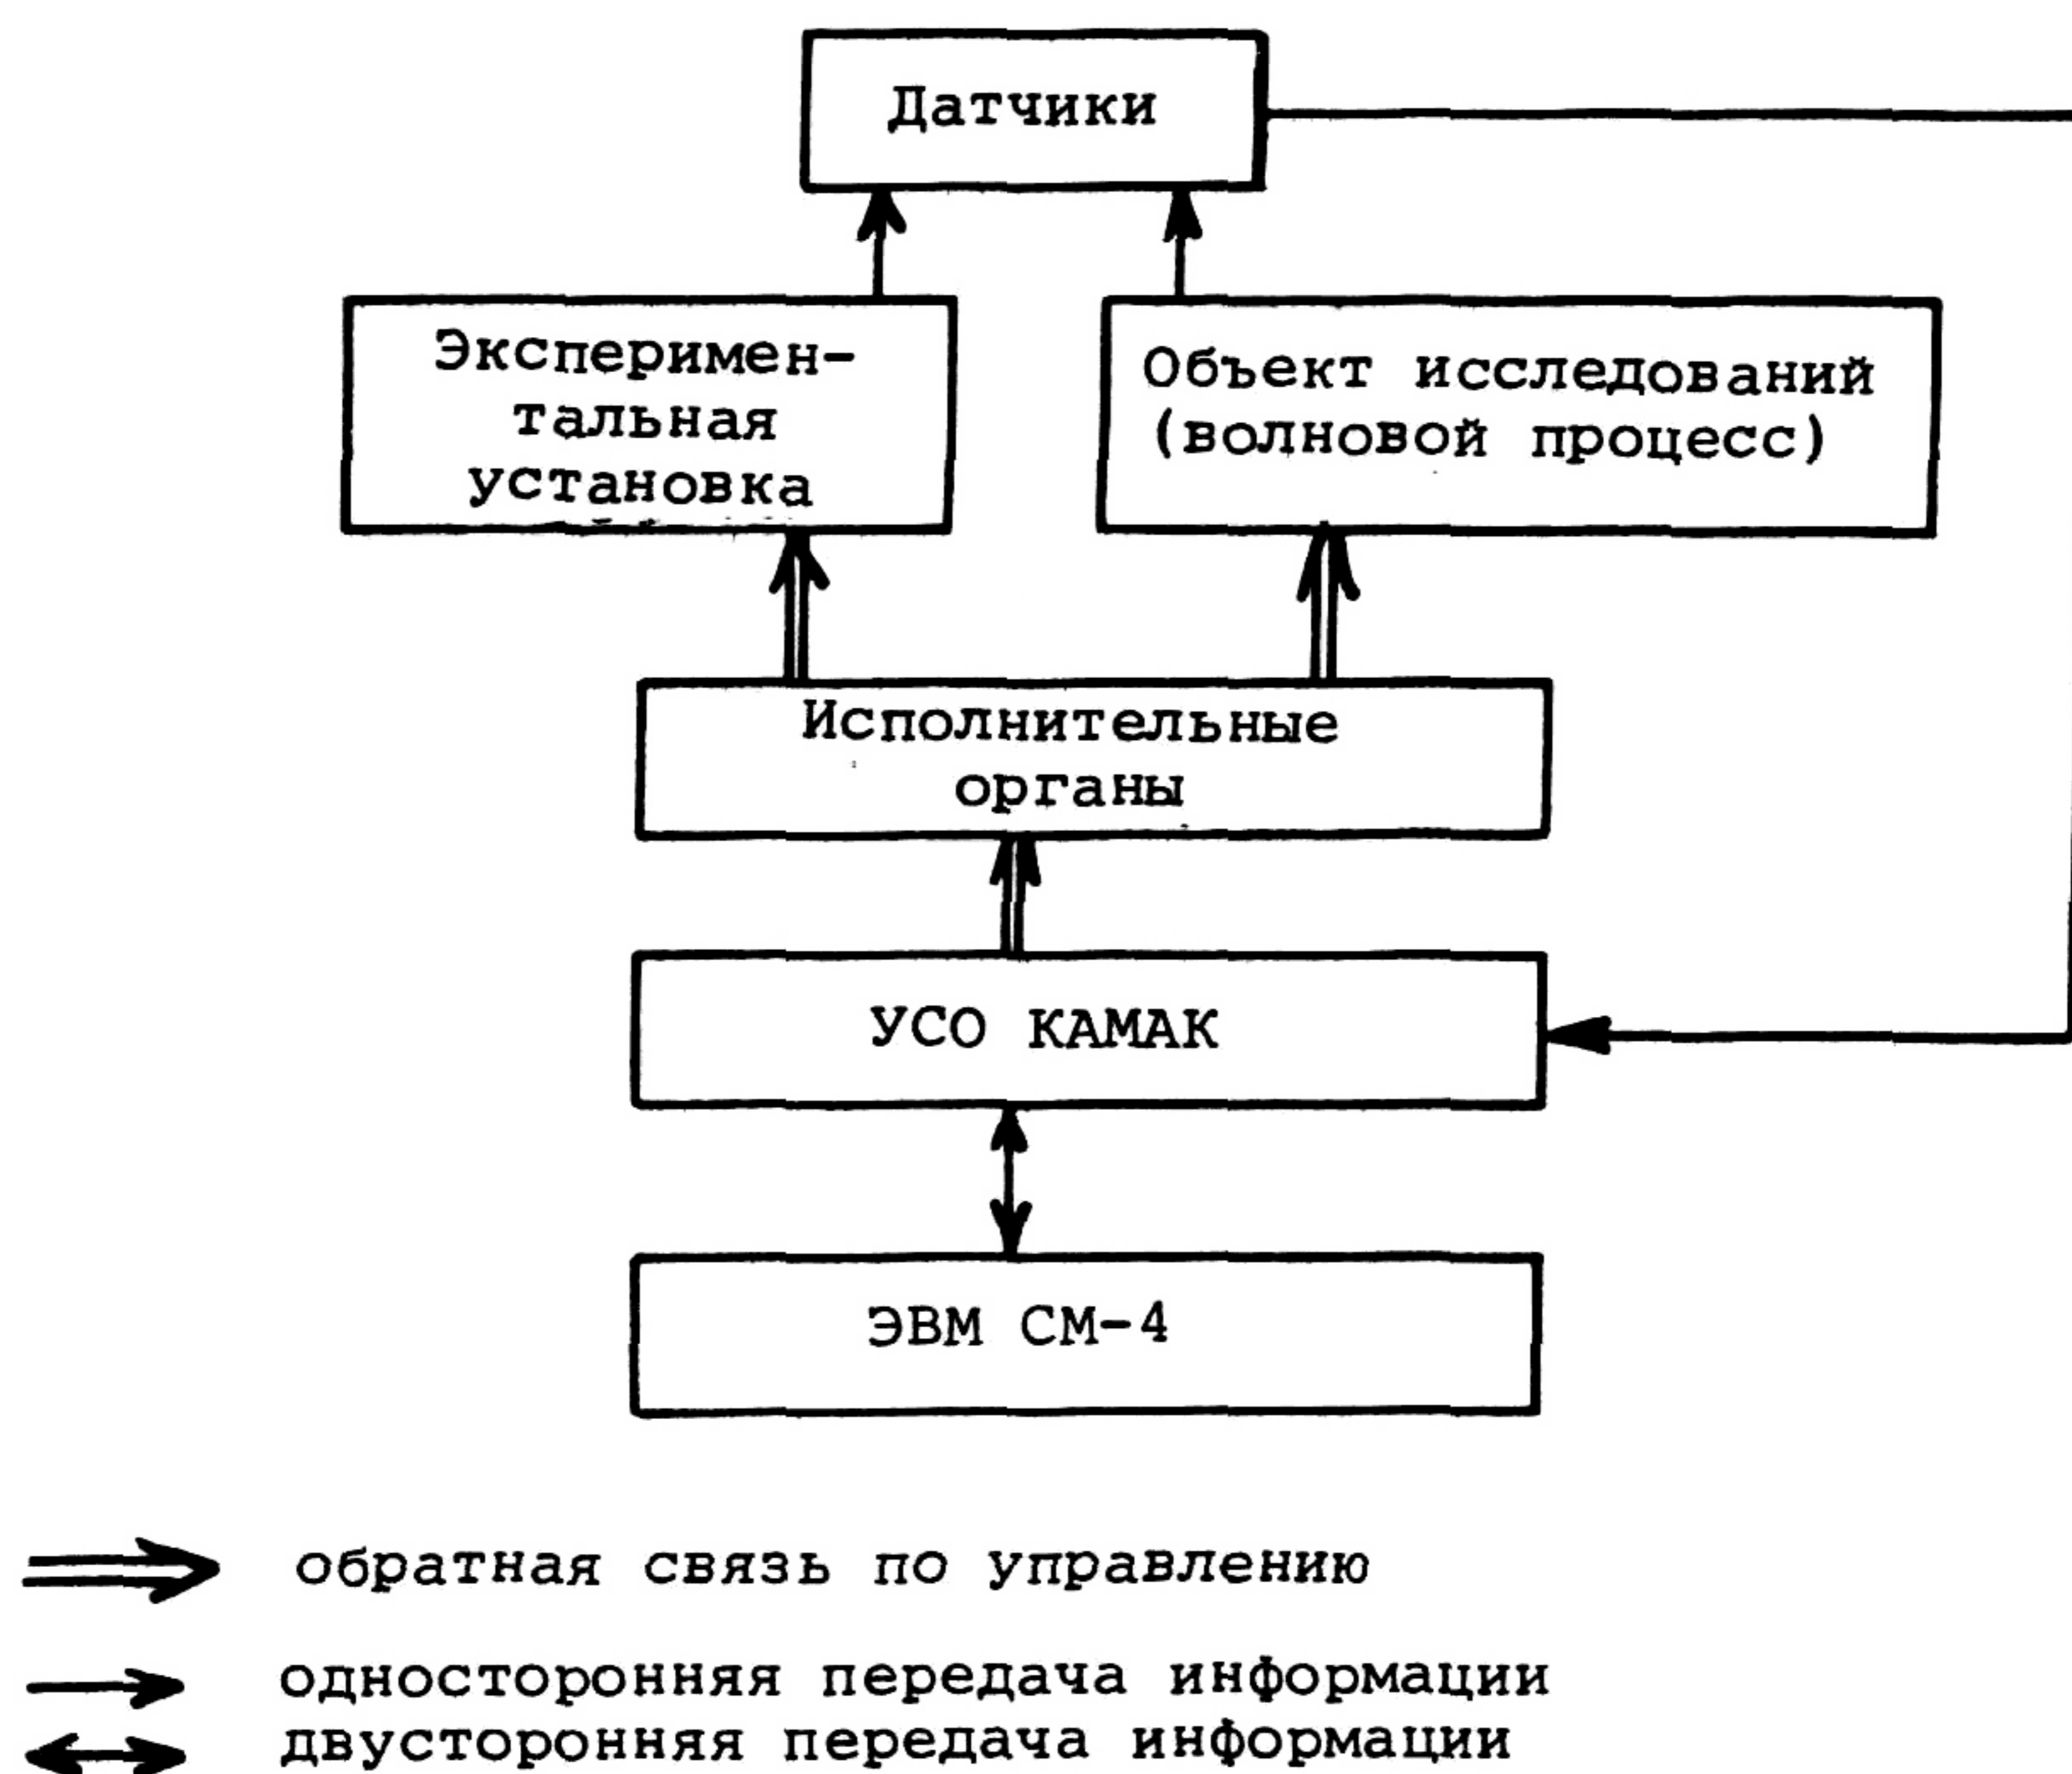 Датчики
Эксперимен-
тальная
установка
Объект исследований
(волновой процесс)
Исполнительные
органы
УСО КАМАК
ЭВМ СМ-4
обратная связь по управлению
односторонняя передача информации
двусторонняя передача информации